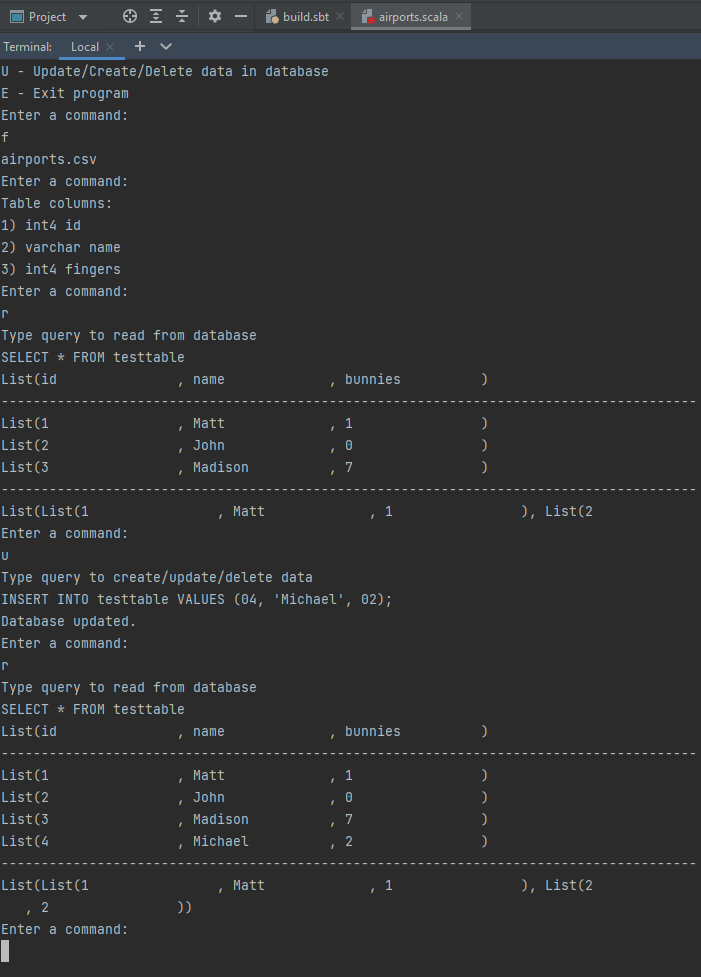 Project
build.sbt
airports.scala
Terminal: Local
U - Update/Create/Delete data in database
E - Exit program
Enter a command:
f
airports.csv
Enter a command:
Table columns:
1) int4 id
2) varchar name
3) int4 fingers
Enter a command:
r
Type query to read from database
SELECT * FROM testtable
List(id , name , bunnies )
---------------------------------------------------------------------------------------
List(1 , Matt , 1 )
List(2 , John , 0 )
List(3 , Madison , 7 )
---------------------------------------------------------------------------------------
List(List(1 , Matt , 1 ), List(2
Enter a command:
u
Type query to create/update/delete data
INSERT INTO testtable VALUES (04, 'Michael', 02);
Database updated.
Enter a command:
r
Type query to read from database
SELECT * FROM testtable
List(id , name , bunnies )
---------------------------------------------------------------------------------------
List(1 , Matt , 1 )
List(2 , John , 0 )
List(3 , Madison , 7 )
List(4 , Michael , 2 )
---------------------------------------------------------------------------------------
List(List(1 , Matt , 1 ), List(2
, 2 ))
Enter a command: